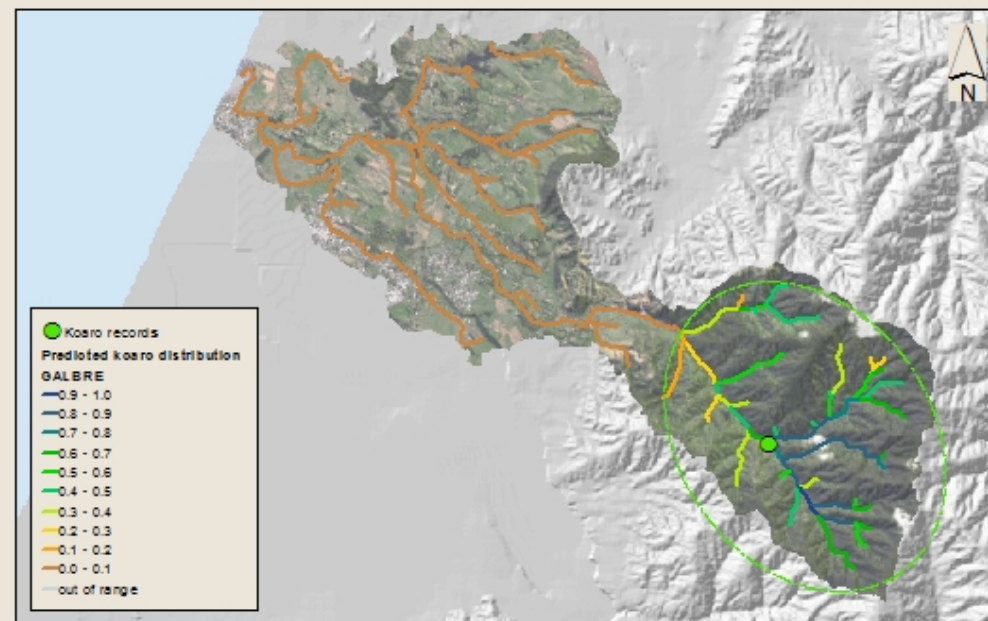 N
Koaro records
Predioted koaro distribution
GALBRE
0.9 - 1.0
0.8 - 0.9
0.7 - 0.8
0.6 - 0.7
0.5 - 0.6
0.4 - 0.5
0.3 - 0.4
0.2 - 0.3
0.1 - 0.2
0.0 - 0.1
out of range